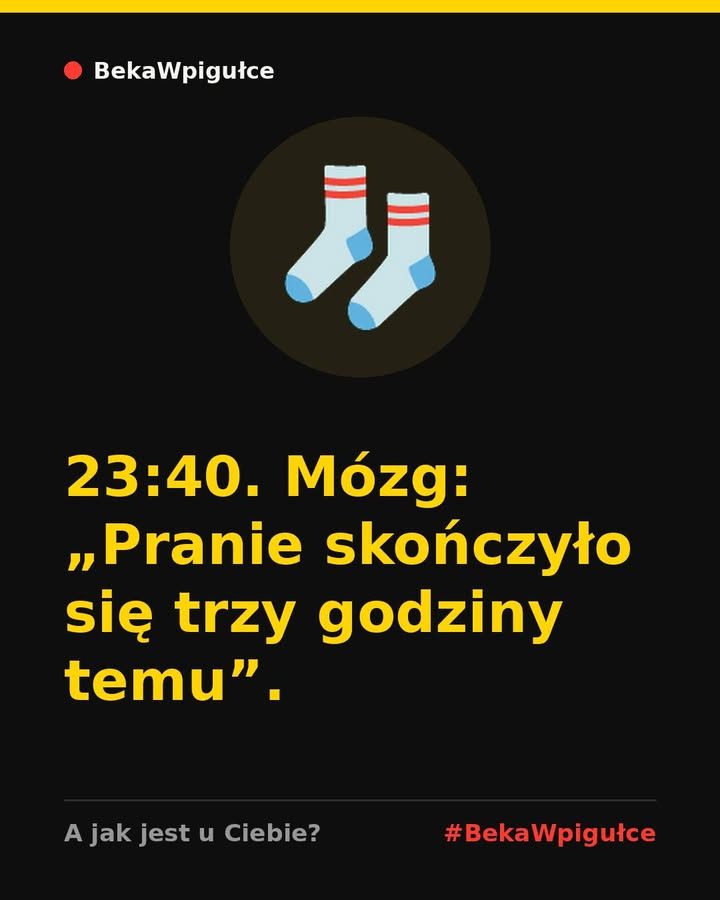 BekaWpigułce
23:40. Mózg:
„Pranie skończyło
się trzy godziny
temu”.
A jak jest u Ciebie?
#BekaWpigułce